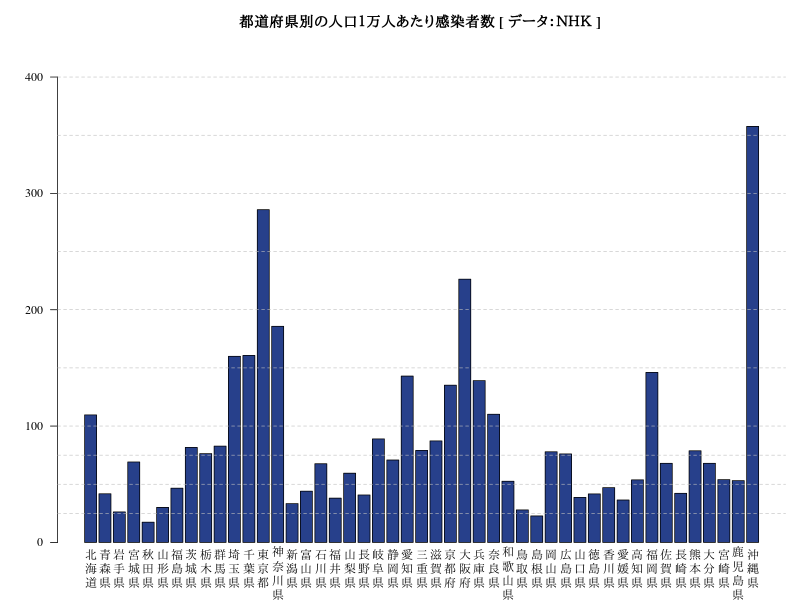 都道府県別の人口1万人あたり感染者数 [ データ：NHK ]
400
300
200
100
0
北海道
青森県
岩手県
宮城県
秋田県
山形県
福島県
茨城県
栃木県
群馬県
埼玉県
千葉県
東京都
神奈川県
新潟県
富山県
石川県
福井県
山梨県
長野県
岐阜県
静岡県
愛知県
三重県
滋賀県
京都府
大阪府
兵庫県
奈良県
和歌山県
鳥取県
島根県
岡山県
広島県
山口県
徳島県
香川県
愛媛県
高知県
福岡県
佐賀県
長崎県
熊本県
大分県
宮崎県
鹿児島県
沖縄県